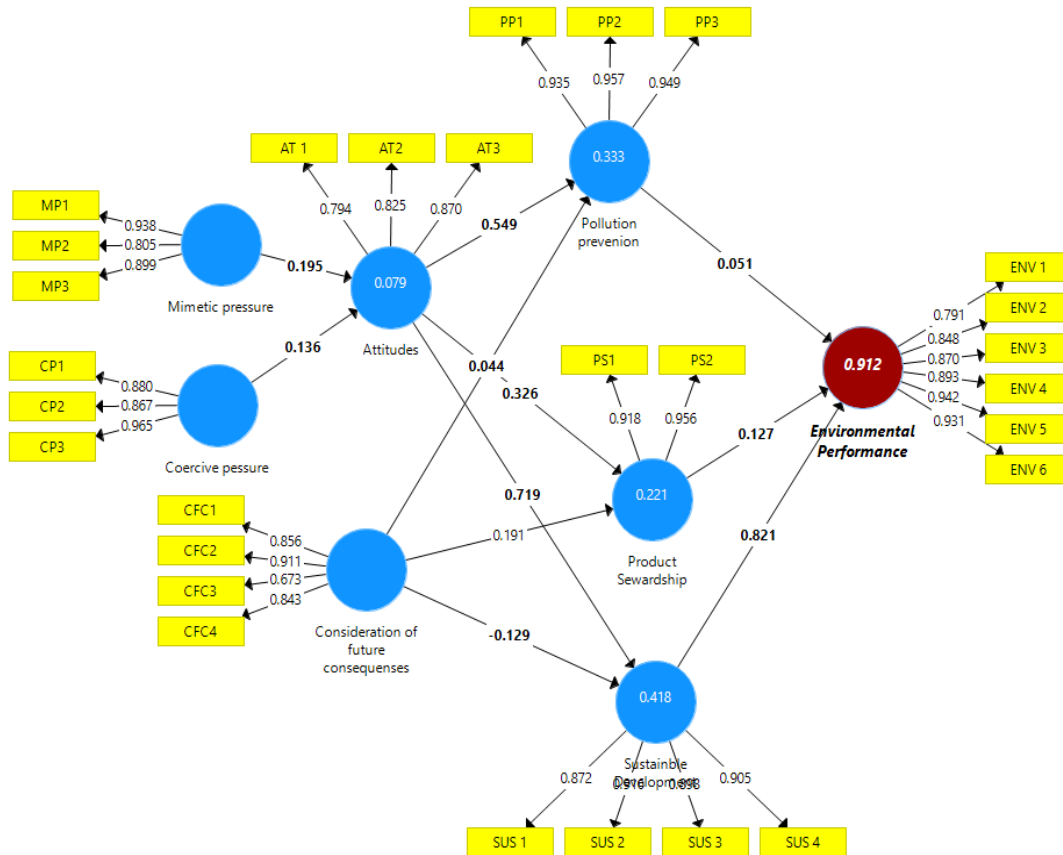 PP1 PP2 PP3
0.935 0.957 0.949
AT 1 AT2 AT3
0.333
0.794 0.825 0.870
Pollution
prevenion
0.549
MP1
MP2
MP3
0.938
0.805
0.899
Mimetic pressure
0.195
0.079
Attitudes
0.051
CP1
CP2
CP3
0.880
0.867
0.965
Coercive pessure
0.136
0.044
0.326
PS1 PS2
0.918 0.956
0.221
Product
Sewardship
0.127
0.912
Environmental
Performance
0.791
0.848
0.870
0.893
0.942
0.931
ENV 1
ENV 2
ENV 3
ENV 4
ENV 5
ENV 6
0.719
0.821
CFC1
CFC2
CFC3
CFC4
0.856
0.911
0.673
0.843
Consideration of
future
consequenses
0.191
-0.129
0.418
Sustainble
Development
0.872 0.916 0.898 0.905
SUS 1 SUS 2 SUS 3 SUS 4